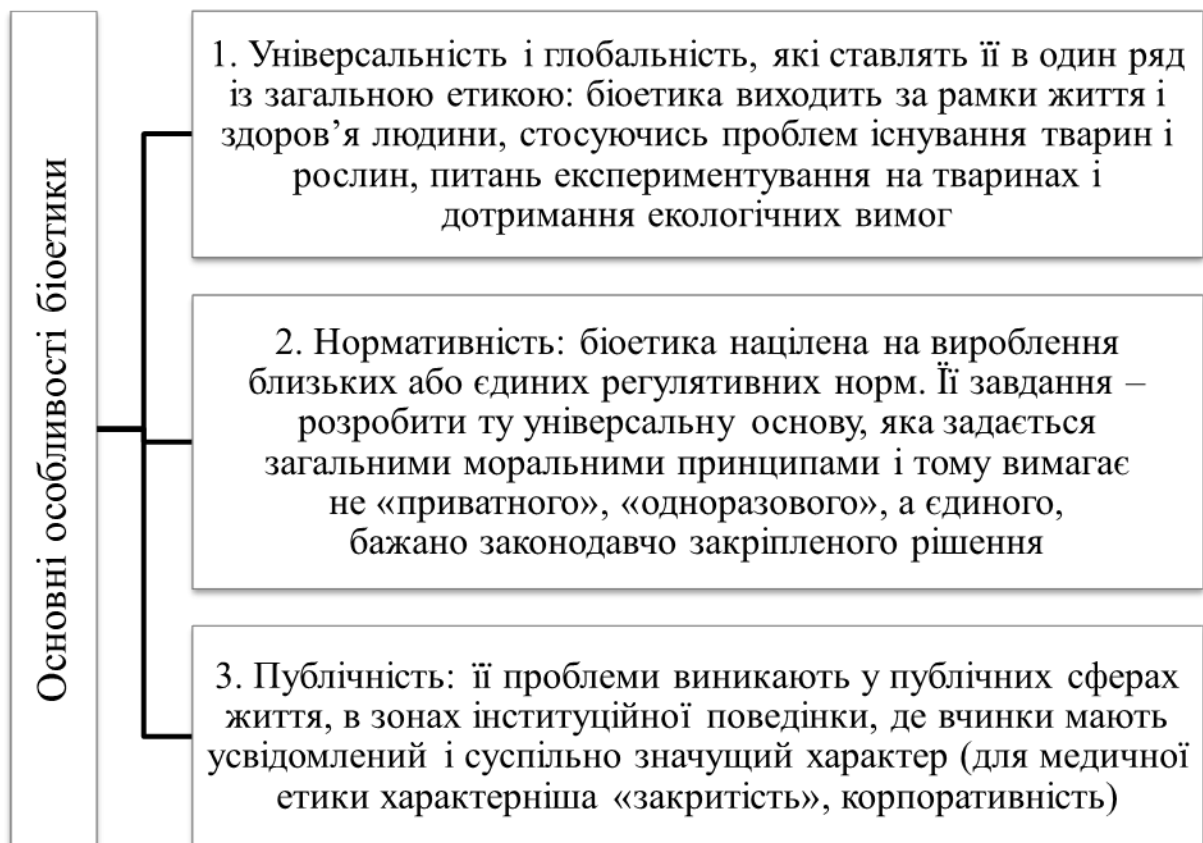 Основні особливості біоетики
1. Універсальність і глобальність, які ставлять її в один ряд
із загальною етикою: біоетика виходить за рамки життя і
здоров’я людини, стосуючись проблем існування тварин і
рослин, питань експериментування на тваринах і
дотримання екологічних вимог
2. Нормативність: біоетика націлена на вироблення
близьких або єдиних регулятивних норм. Її завдання –
розробити ту універсальну основу, яка задається
загальними моральними принципами і тому вимагає
не «приватного», «одноразового», а єдиного,
бажано законодавчо закріпленого рішення
3. Публічність: її проблеми виникають у публічних сферах
життя, в зонах інституційної поведінки, де вчинки мають
усвідомлений і суспільно значущий характер (для медичної
етики характерніша «закритість», корпоративність)